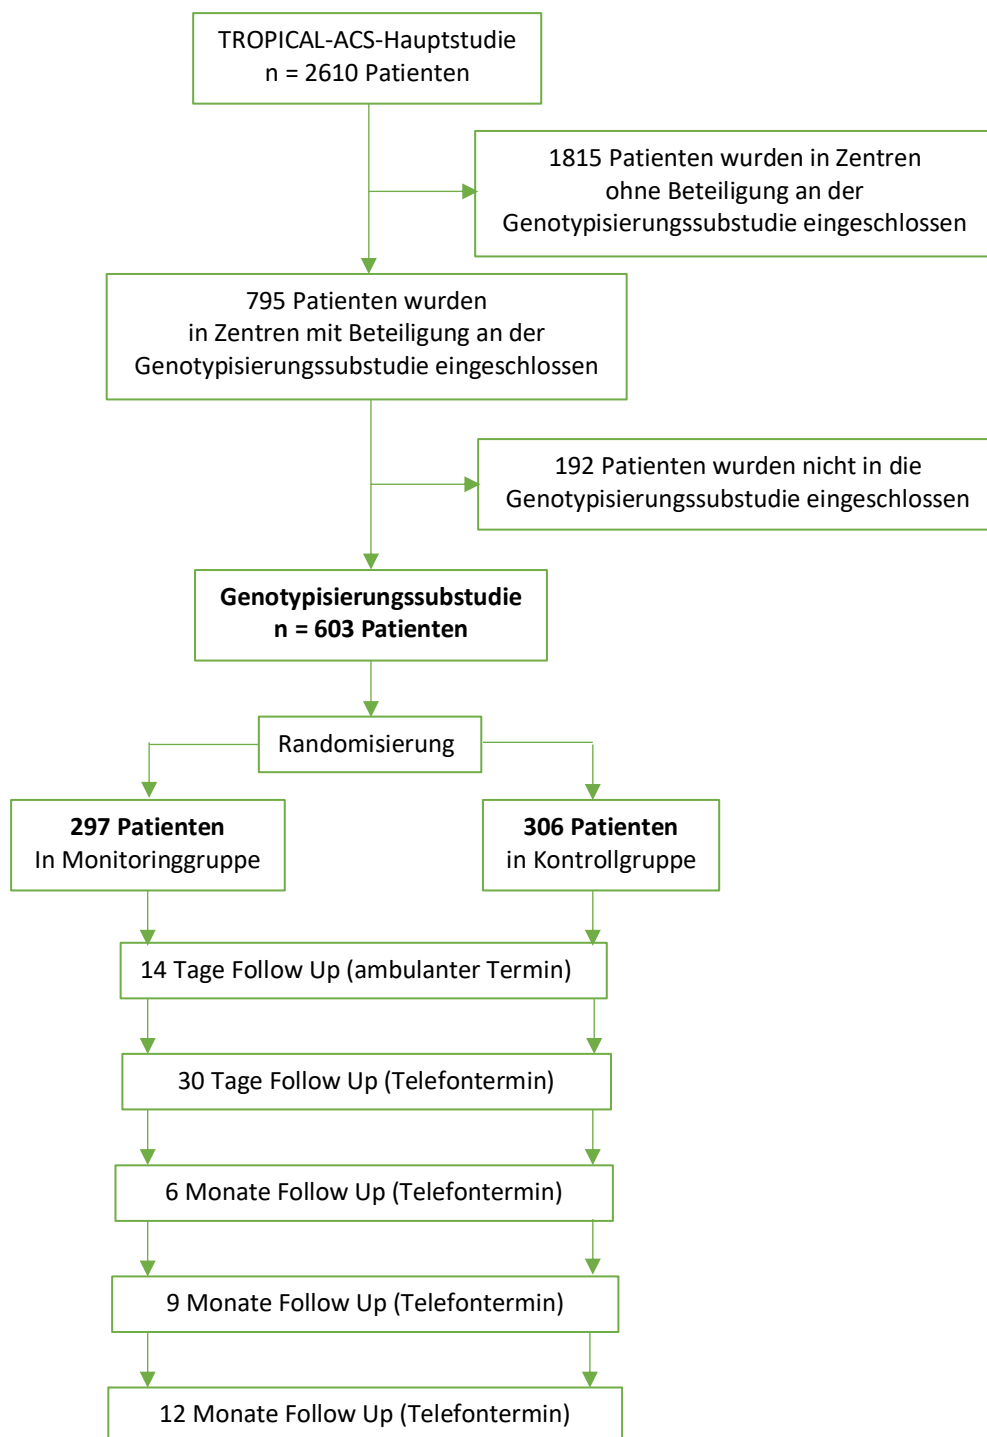 TROPICAL-ACS-Hauptstudie
n = 2610 Patienten
1815 Patienten wurden in Zentren
ohne Beteiligung an der
Genotypisierungssubstudie eingeschlossen
795 Patienten wurden
in Zentren mit Beteiligung an der
Genotypisierungssubstudie eingeschlossen
192 Patienten wurden nicht in die
Genotypisierungssubstudie eingeschlossen
Genotypisierungssubstudie
n = 603 Patienten
Randomisierung
297 Patienten
In Monitoringgruppe
306 Patienten
in Kontrollgruppe
14 Tage Follow Up (ambulanter Termin)
30 Tage Follow Up (Telefontermin)
6 Monate Follow Up (Telefontermin)
9 Monate Follow Up (Telefontermin)
12 Monate Follow Up (Telefontermin)